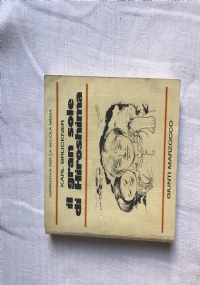 NARRATIVA PER LA SCUOLA MEDIA
KARL BRUCKNER
il gran sole
di Hiroshima
GIUNTI MARZOCCO